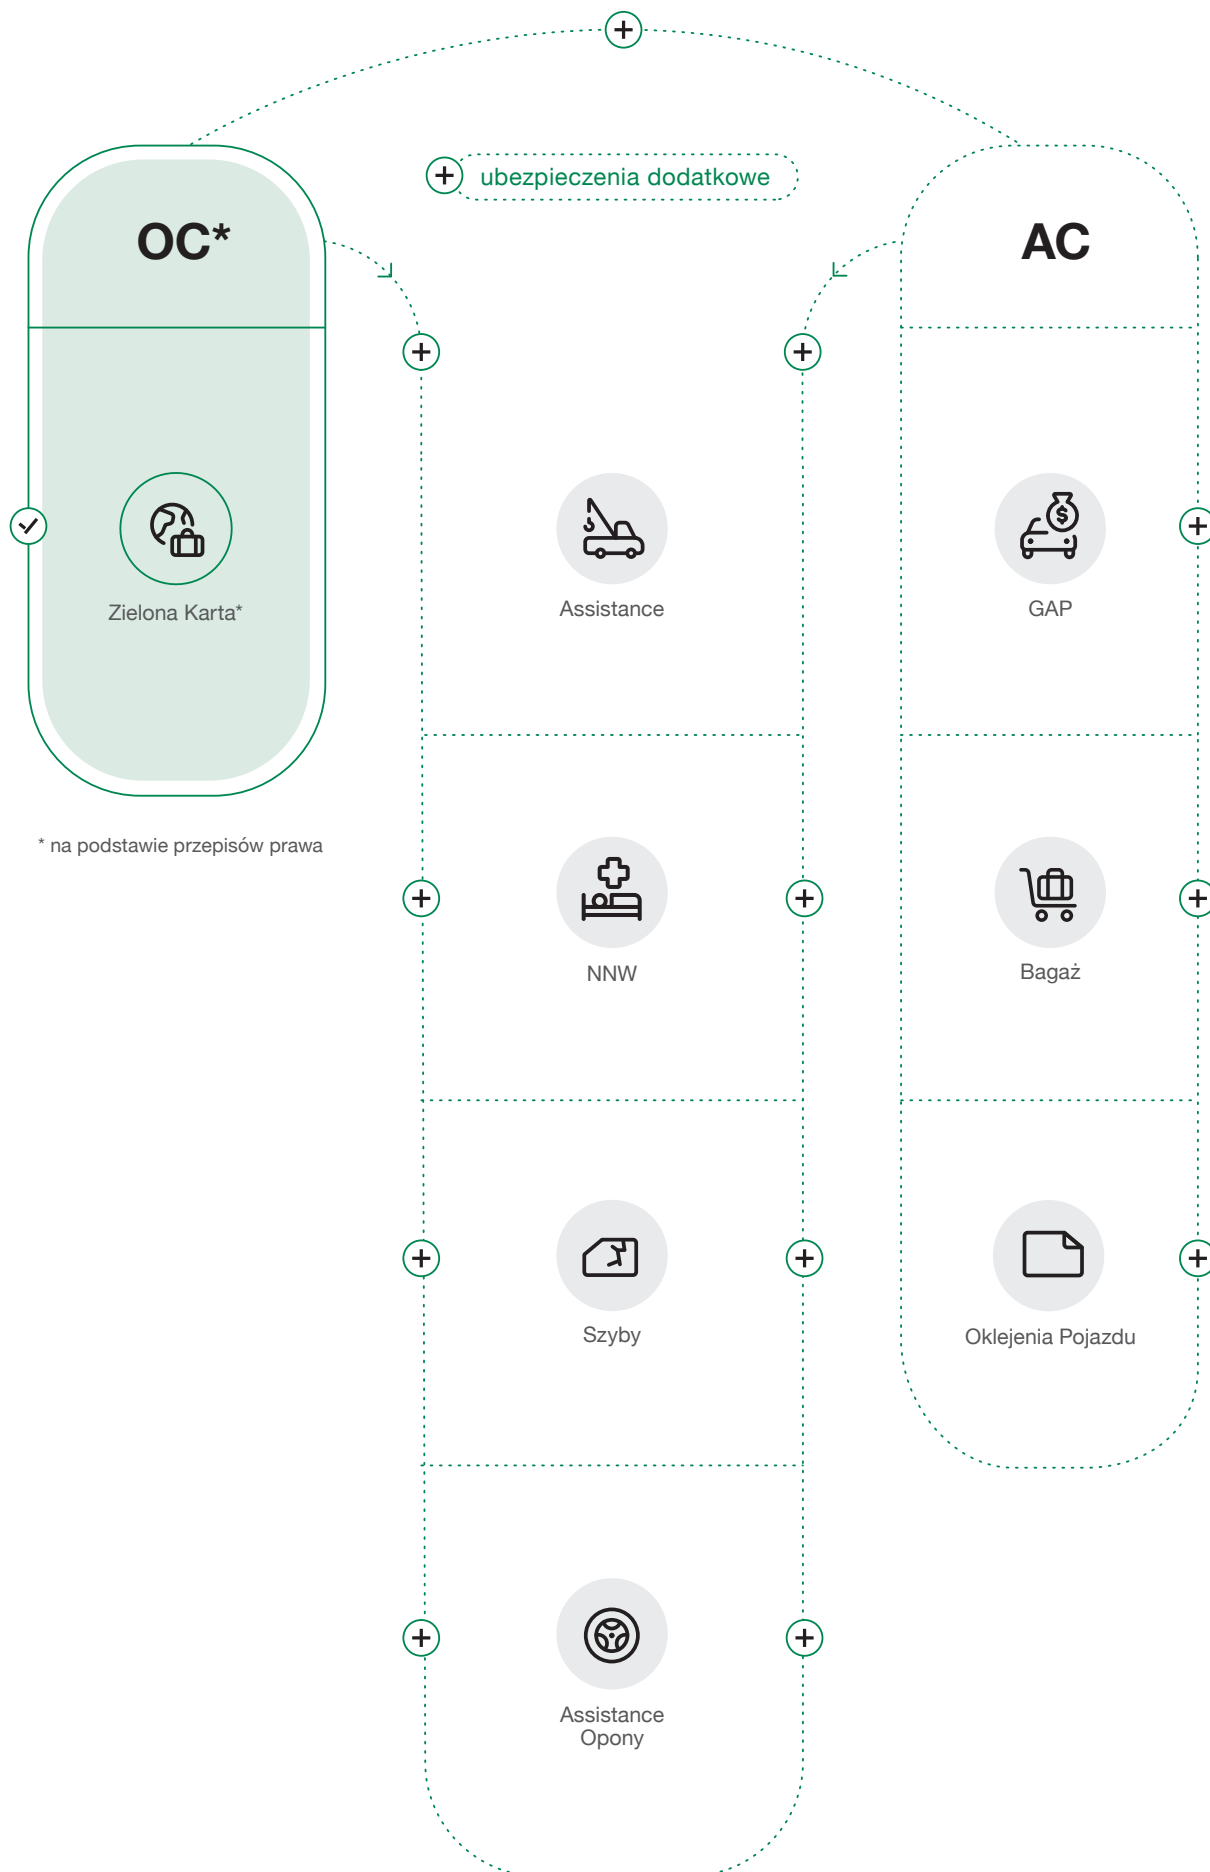 ubezpieczenia dodatkowe
OC*
AC
Zielona Karta*
Assistance
GAP
* na podstawie przepisów prawa
NNW
Bagaż
Szyby
Oklejenia Pojazdu
Assistance
Opony